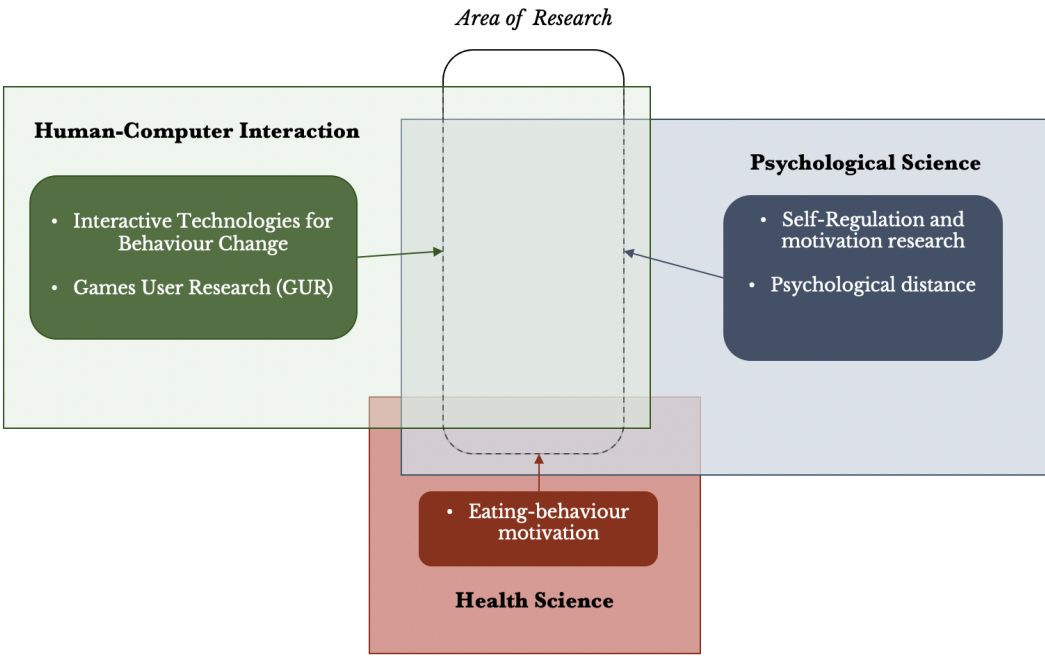 Area of Research
Human-Computer Interaction
• Interactive Technologies for
Behaviour Change
• Games User Research (GUR)
Psychological Science
• Self-Regulation and
motivation research
• Psychological distance
• Eating-behaviour
motivation
Health Science